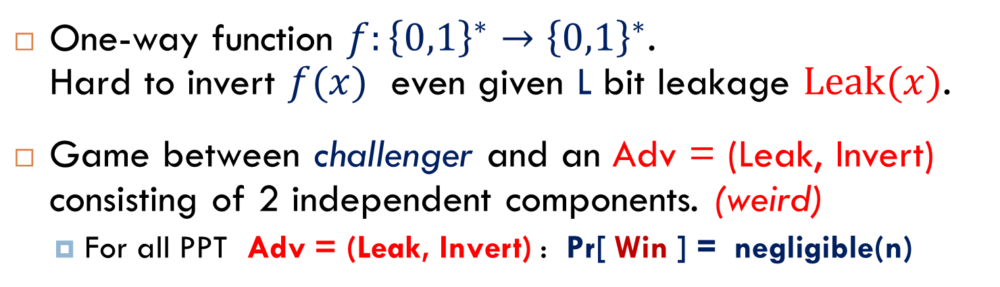 One-way function f:{0,1}* → {0,1}*.
Hard to invert f(x) even given L bit leakage Leak(x).
Game between challenger and an Adv = (Leak, Invert)
consisting of 2 independent components. (weird)
For all PPT Adv = (Leak, Invert) : Pr[ Win ] = negligible(n)